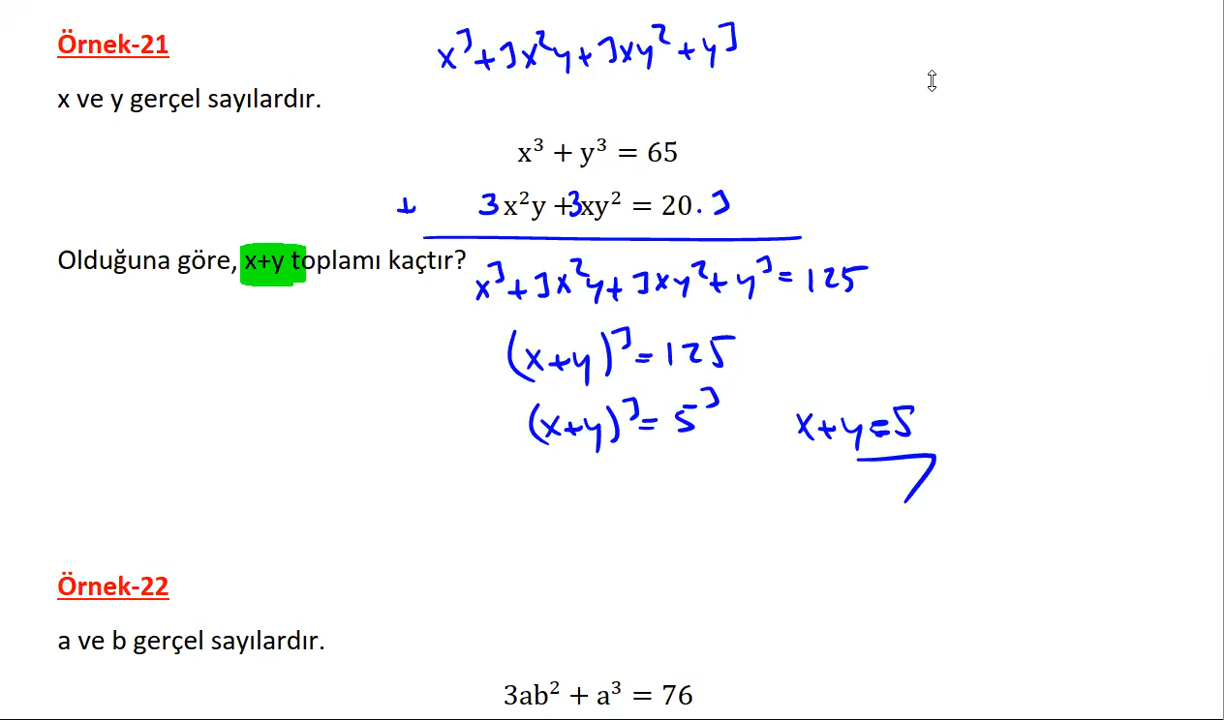 Örnek-21
x³+3x²y+3xy²+y³
x ve y gerçel sayılardır.
x³ + y³ = 65
+ 3x²y +3xy² = 20.3
Olduğuna göre, x+y toplamı kaçtır?
x³+3x²y+3xy²+y³=125
(x+y)³=125
(x+y)³=5³ x+y=5
Örnek-22
a ve b gerçel sayılardır.
3ab² + a³ = 76